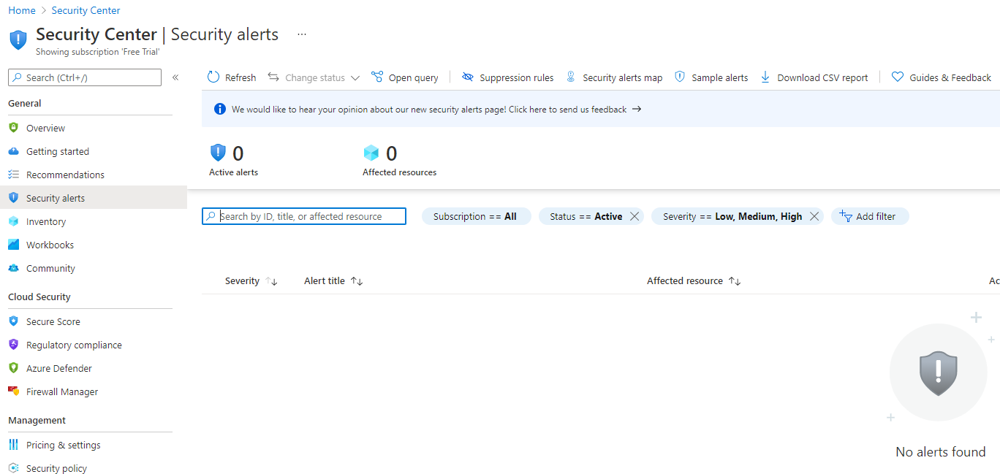 Home > Security Center
Security Center | Security alerts ...
Showing subscription 'Free Trial'
Search (Ctrl+/)
«
General
Overview
Getting started
Recommendations
Security alerts
Inventory
Workbooks
Community
Cloud Security
Secure Score
Regulatory compliance
Azure Defender
Firewall Manager
Management
Pricing & settings
Security policy
Refresh Change status Open query Suppression rules Security alerts map Sample alerts Download CSV report Guides & Feedback
We would like to hear your opinion about our new security alerts page! Click here to send us feedback →
0 0
Active alerts Affected resources
Search by ID, title, or affected resource Subscription == All Status == Active Severity == Low, Medium, High Add filter
Severity Alert title Affected resource Ac
No alerts found